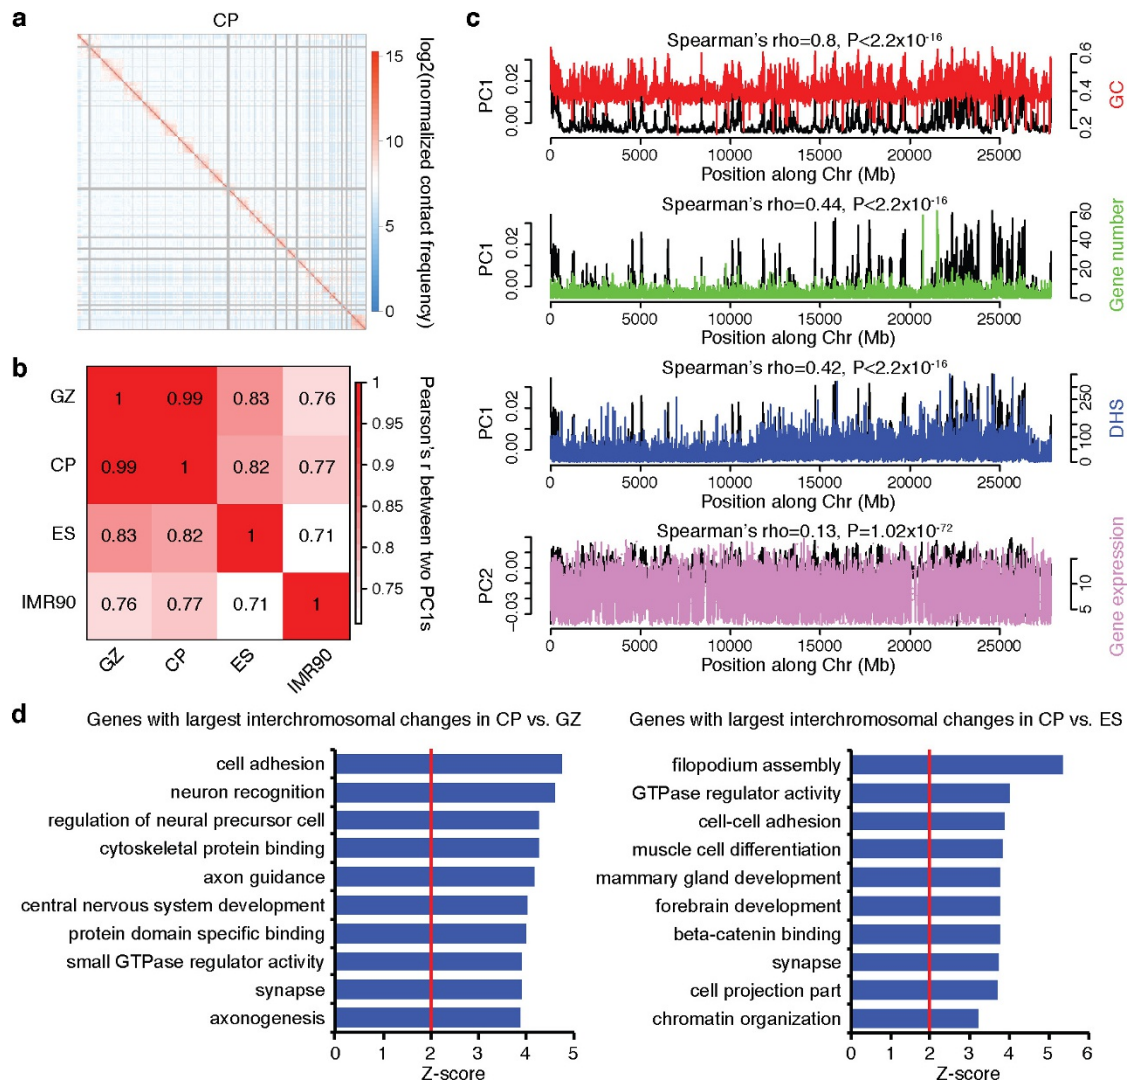 a
CP
15
10
5
0
log2(normalized contact frequency)
b
GZ
CP
ES
IMR90
1 0.99 0.83 0.76
0.99 1 0.82 0.77
0.83 0.82 1 0.71
0.76 0.77 0.71 1
GZ CP ES IMR90
1
0.95
0.9
0.85
0.8
0.75
Pearson's r between two PC1s
c
Spearman's rho=0.8, P<2.2x10-16
PC1
0.00 0.02
0.2 0.4 0.6
GC
0 5000 10000 15000 20000 25000
Position along Chr (Mb)
Spearman's rho=0.44, P<2.2x10-16
PC1
0.00 0.02
0 20 40 60
Gene number
0 5000 10000 15000 20000 25000
Position along Chr (Mb)
Spearman's rho=0.42, P<2.2x10-16
PC1
0.00 0.02
0 100 250
DHS
0 5000 10000 15000 20000 25000
Position along Chr (Mb)
Spearman's rho=0.13, P=1.02x10-72
PC2
−0.03 0.00
5 10
Gene expression
0 5000 10000 15000 20000 25000
Position along Chr (Mb)
d
Genes with largest interchromosomal changes in CP vs. GZ
cell adhesion
neuron recognition
regulation of neural precursor cell
cytoskeletal protein binding
axon guidance
central nervous system development
protein domain specific binding
small GTPase regulator activity
synapse
axonogenesis
0 1 2 3 4 5
Z-score
Genes with largest interchromosomal changes in CP vs. ES
filopodium assembly
GTPase regulator activity
cell-cell adhesion
muscle cell differentiation
mammary gland development
forebrain development
beta-catenin binding
synapse
cell projection part
chromatin organization
0 1 2 3 4 5 6
Z-score